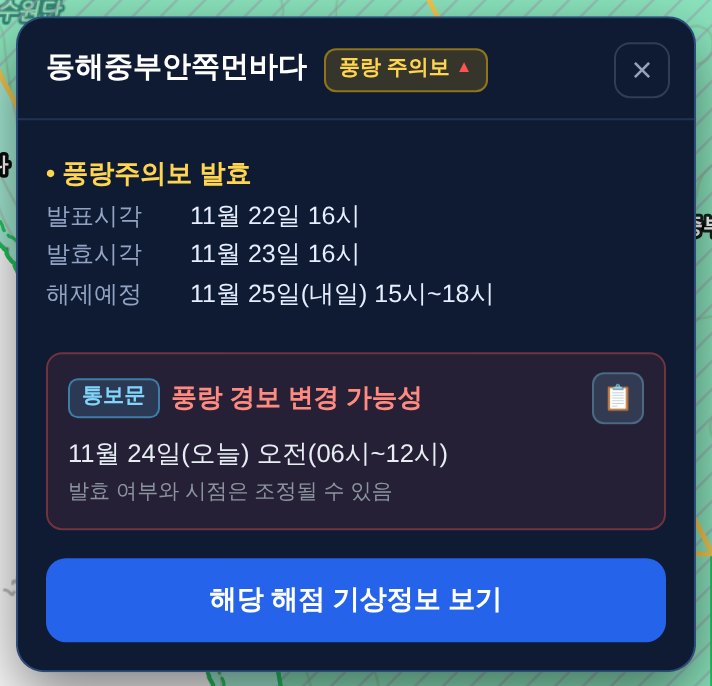 수원단
동해중부안쪽먼바다 풍랑 주의보 ▲ ✕
• 풍랑주의보 발효
발표시각 11월 22일 16시
발효시각 11월 23일 16시
해제예정 11월 25일(내일) 15시~18시
통보문 풍랑 경보 변경 가능성
11월 24일(오늘) 오전(06시~12시)
발효 여부와 시점은 조정될 수 있음
해당 해점 기상정보 보기